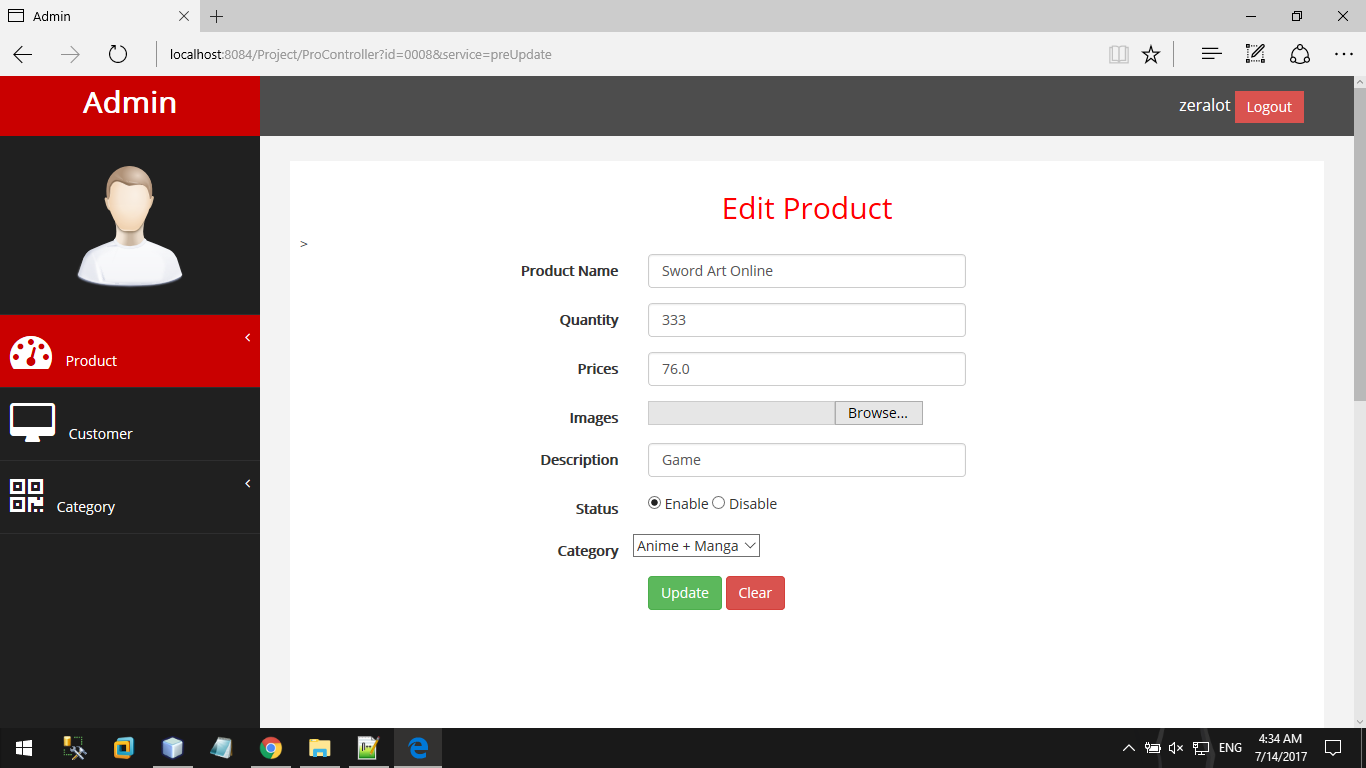 Admin
localhost:8084/Project/ProController?id=0008&service=preUpdate
Admin
zeralot Logout
Edit Product
>
Product Name Sword Art Online
Quantity 333
Prices 76.0
Images Browse...
Description Game
Status Enable Disable
Category Anime + Manga
Update Clear
Product
Customer
Category
ENG
4:34 AM
7/14/2017